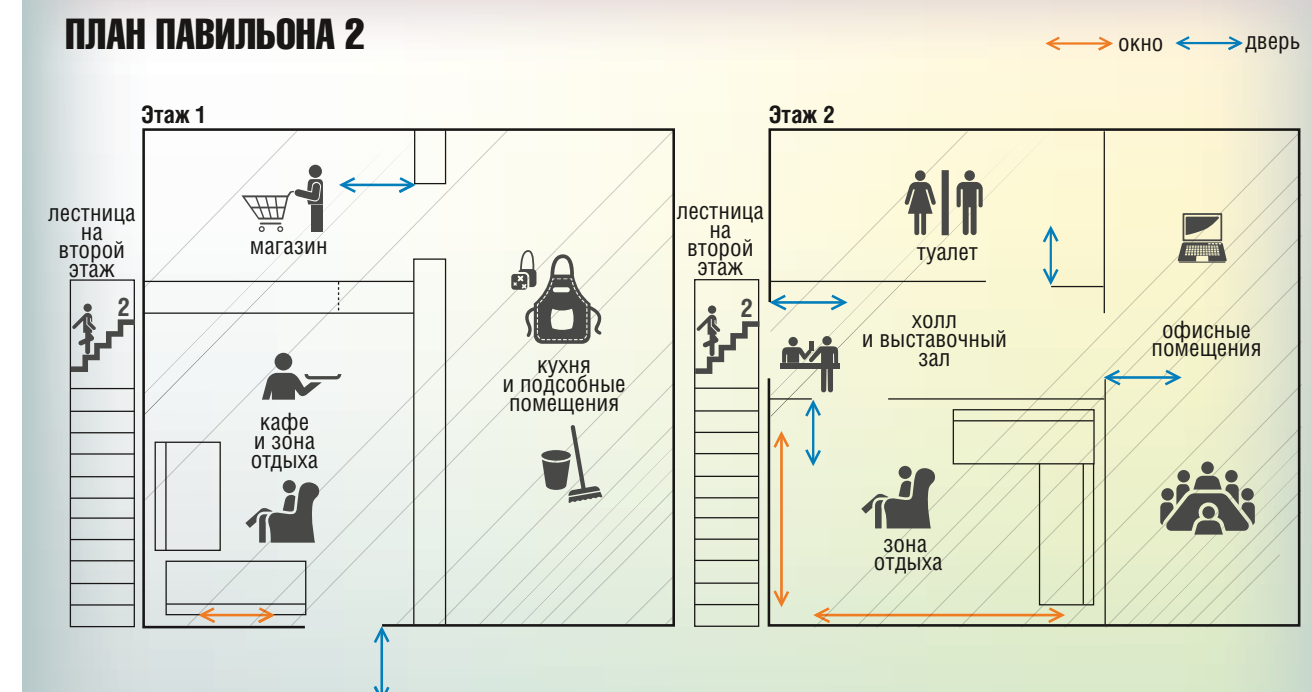 ПЛАН ПАВИЛЬОНА 2
окно
дверь
Этаж 1
лестница
на
второй
этаж
2
магазин
кухня
и подсобные
помещения
кафе
и зона
отдыха
Этаж 2
лестница
на
второй
этаж
2
туалет
холл
и выставочный
зал
офисные
помещения
зона
отдыха